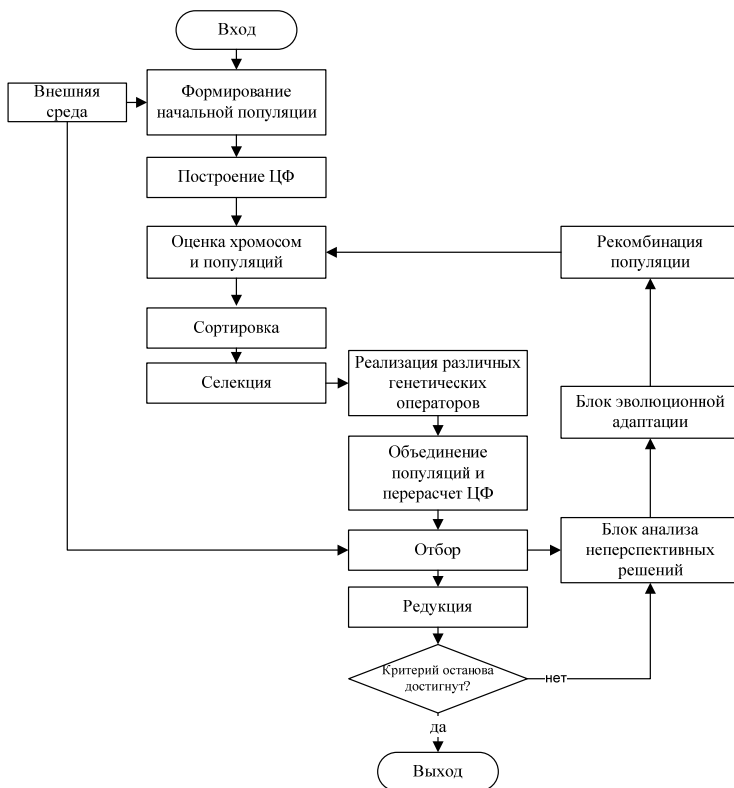 Вход
Внешняя
среда
Формирование
начальной популяции
Построение ЦФ
Оценка хромосом
и популяций
Рекомбинация
популяции
Сортировка
Селекция
Реализация различных
генетических
операторов
Блок эволюционной
адаптации
Объединение
популяций и
перерасчет ЦФ
Отбор
Блок анализа
неперспективных
решений
Редукция
Критерий останова
достигнут?
нет
да
Выход